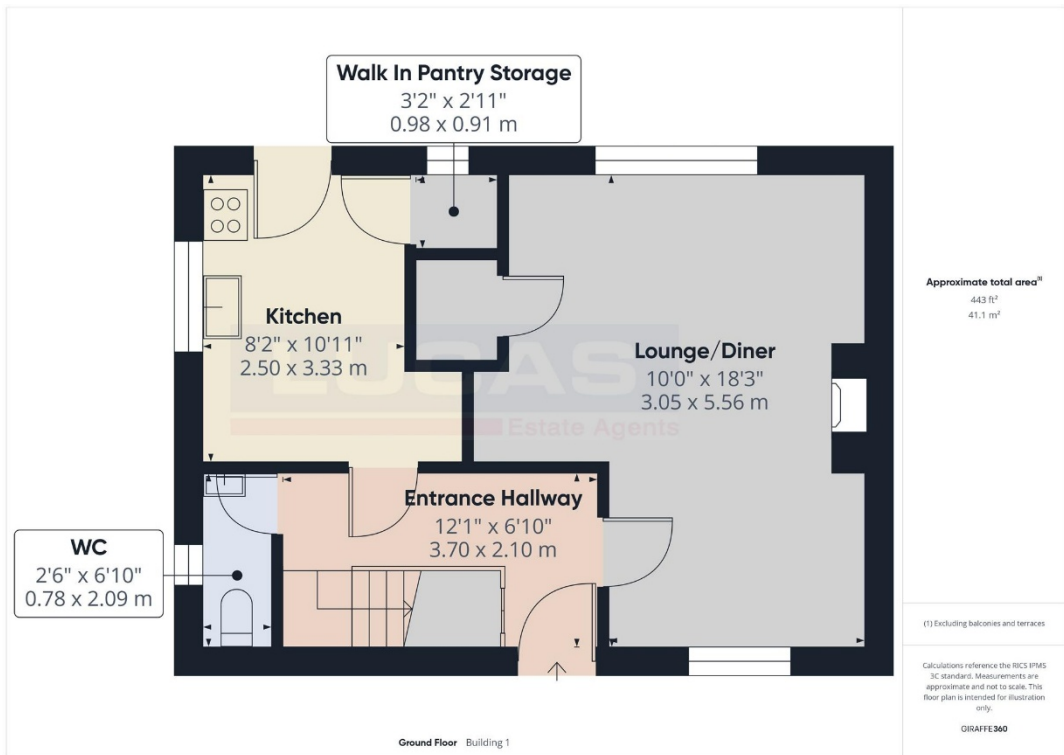 Walk In Pantry Storage
3'2" x 2'11"
0.98 x 0.91 m
Kitchen
8'2" x 10'11"
2.50 x 3.33 m
Lounge/Diner
10'0" x 18'3"
3.05 x 5.56 m
LUCAS
Estate Agents
Entrance Hallway
12'1" x 6'10"
3.70 x 2.10 m
WC
2'6" x 6'10"
0.78 x 2.09 m
Ground Floor Building 1
Approximate total area(1)
443 ft²
41.1 m²
(1) Excluding balconies and terraces
Calculations reference the RICS IPMS
3C standard. Measurements are
approximate and not to scale. This
floor plan is intended for illustration
only.
GIRAFFE360